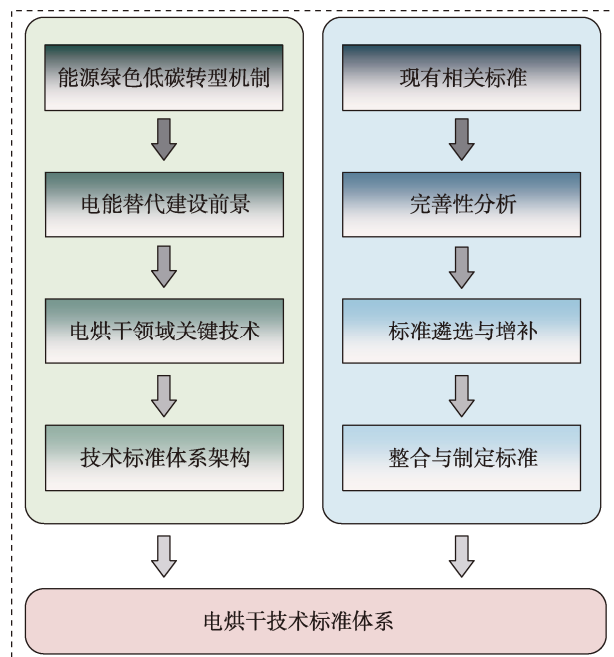 能源绿色低碳转型机制
电能替代建设前景
电烘干领域关键技术
技术标准体系架构
现有相关标准
完善性分析
标准遴选与增补
整合与制定标准
电烘干技术标准体系